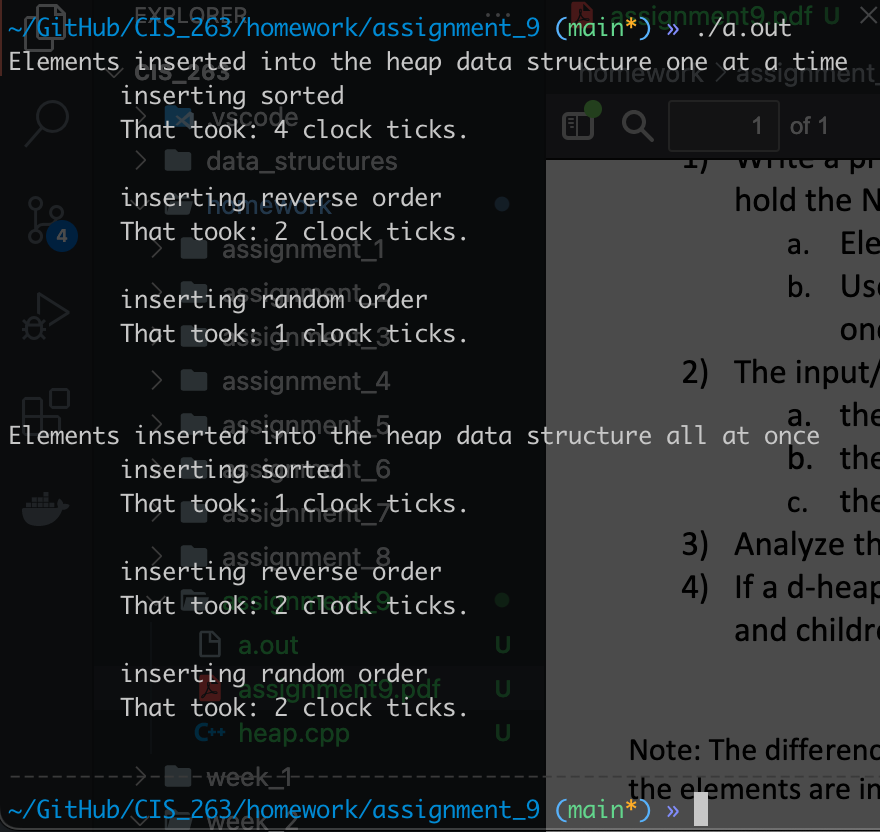 ~/GitHub/CIS_263/homework/assignment_9 (main*) » ./a.out
Elements inserted into the heap data structure one at a time
inserting sorted
That took: 4 clock ticks.
inserting reverse order
That took: 2 clock ticks.
inserting random order
That took: 1 clock ticks.
Elements inserted into the heap data structure all at once
inserting sorted
That took: 1 clock ticks.
inserting reverse order
That took: 2 clock ticks.
inserting random order
That took: 2 clock ticks.
~/GitHub/CIS_263/homework/assignment_9 (main*) »
EXPLORER
CIS_263
.vscode
data_structures
homework
assignment_1
assignment_2
assignment_3
assignment_4
assignment_5
assignment_6
assignment_7
assignment_8
assignment_9
a.out U
assignment9.pdf U
heap.cpp U
week_1
week_2
4
assignment9.pdf U
homework > assignment_
1 of 1
1) Write a pr
hold the N
a. Ele
b. Use
one
2) The input/
a. the
b. the
c. the
3) Analyze th
4) If a d-heap
and childre
Note: The differenc
the elements are in